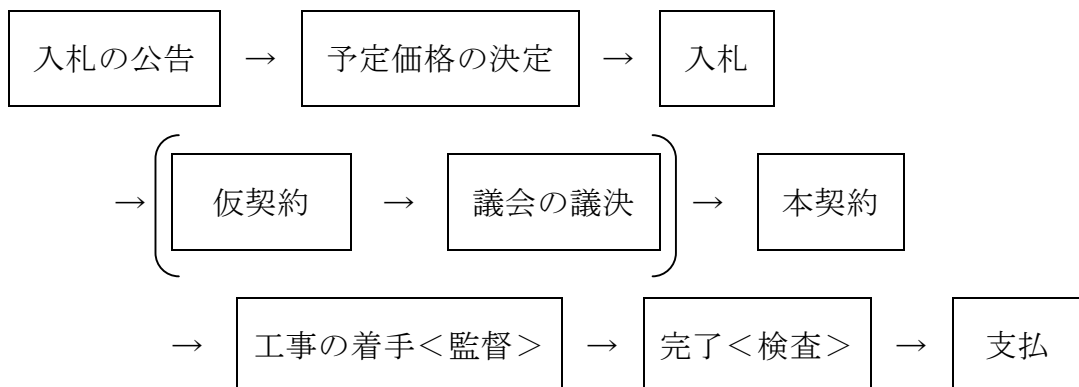 入札の公告 → 予定価格の決定 → 入札
→ ( 仮契約 → 議会の議決 ) → 本契約
→ 工事の着手＜監督＞ → 完了＜検査＞ → 支払